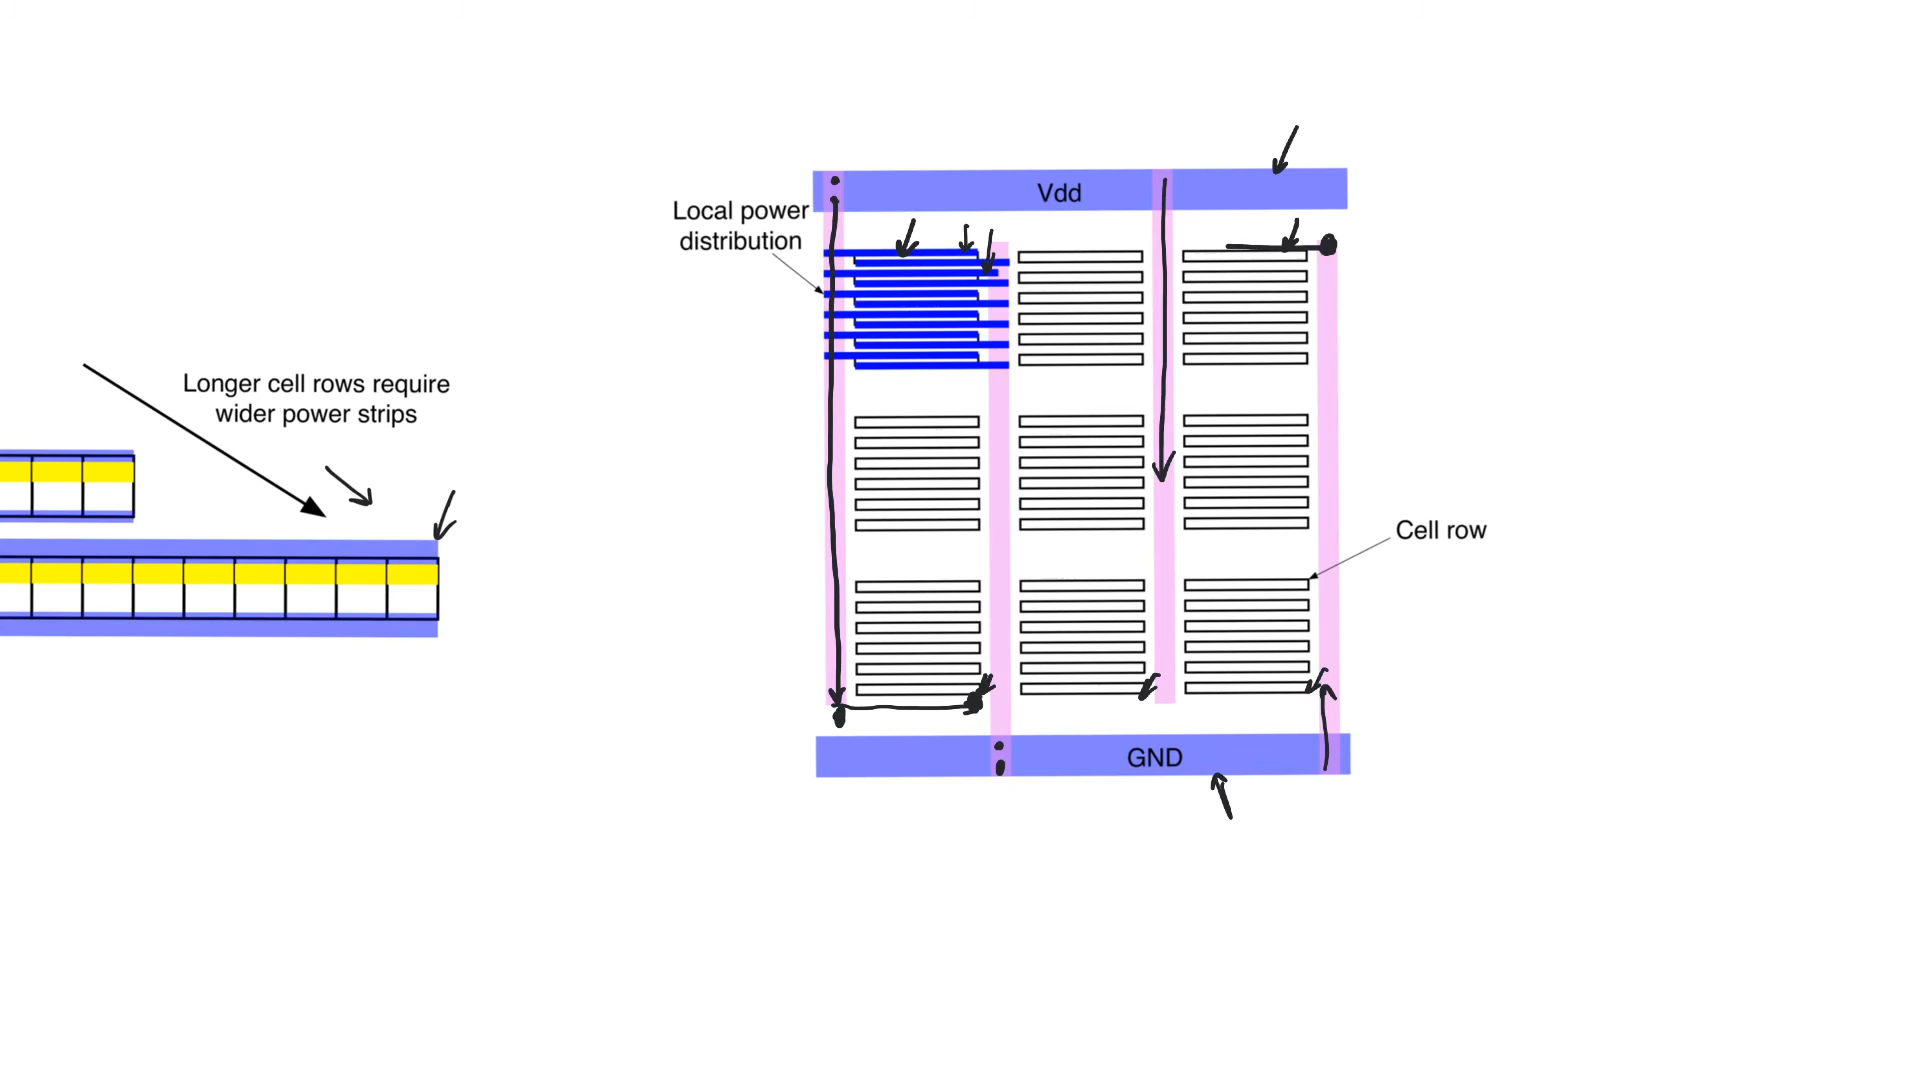 Vdd
Local power
distribution
Longer cell rows require
wider power strips
Cell row
GND